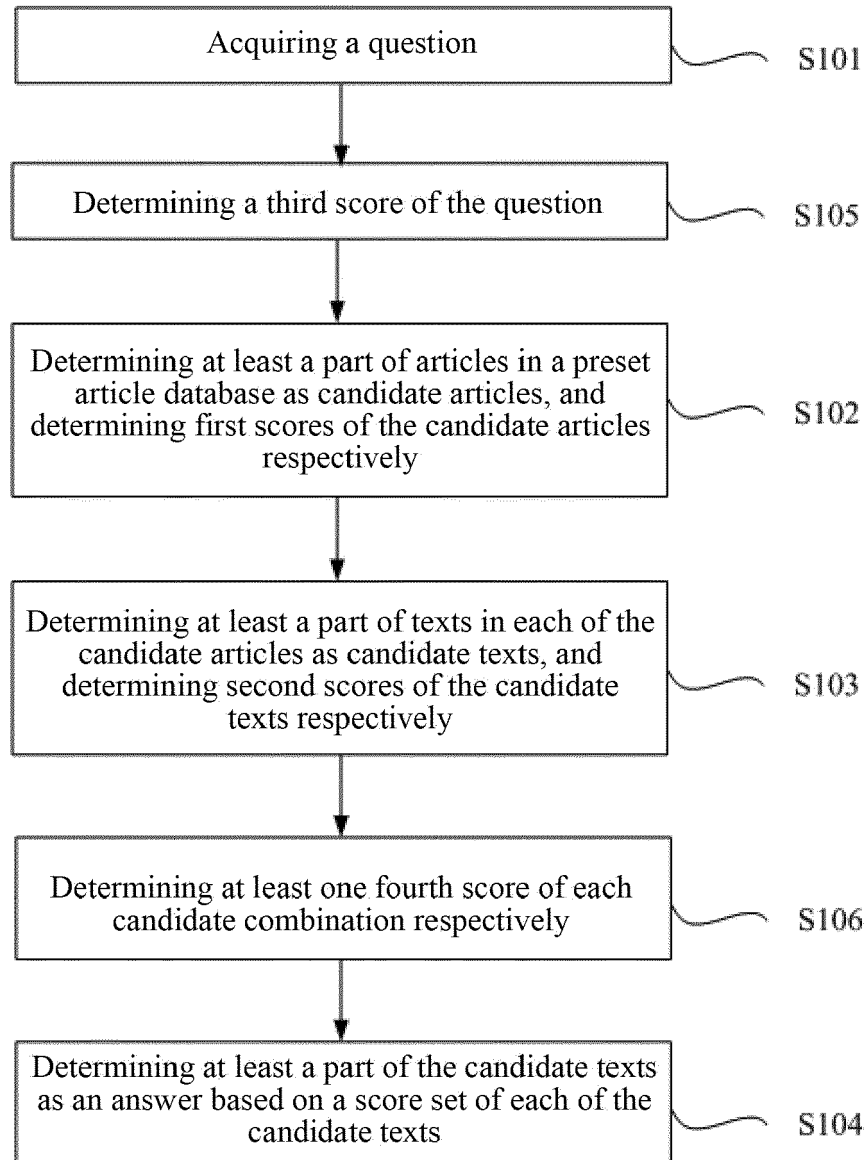 Acquiring a question
S101
Determining a third score of the question
S105
Determining at least a part of articles in a preset
article database as candidate articles, and
determining first scores of the candidate articles
respectively
S102
Determining at least a part of texts in each of the
candidate articles as candidate texts, and
determining second scores of the candidate
texts respectively
S103
Determining at least one fourth score of each
candidate combination respectively
S106
Determining at least a part of the candidate texts
as an answer based on a score set of each of the
candidate texts
S104